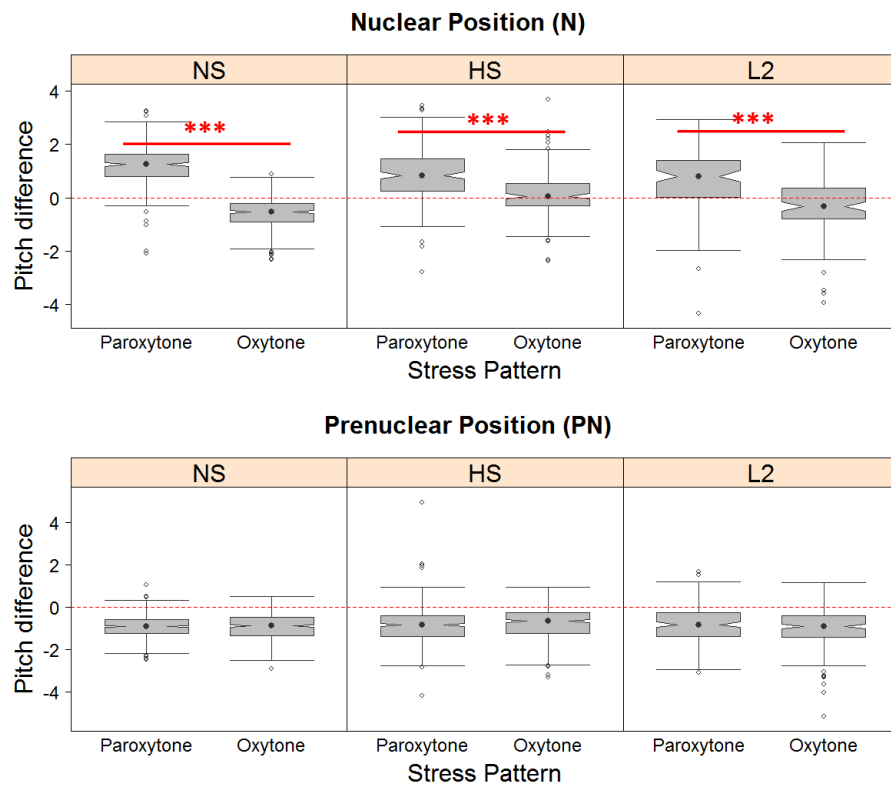 Nuclear Position (N)
NS HS L2
*** *** ***
Pitch difference
4
2
0
-2
-4
Paroxytone Oxytone Paroxytone Oxytone Paroxytone Oxytone
Stress Pattern
Prenuclear Position (PN)
NS HS L2
Pitch difference
4
2
0
-2
-4
Paroxytone Oxytone Paroxytone Oxytone Paroxytone Oxytone
Stress Pattern